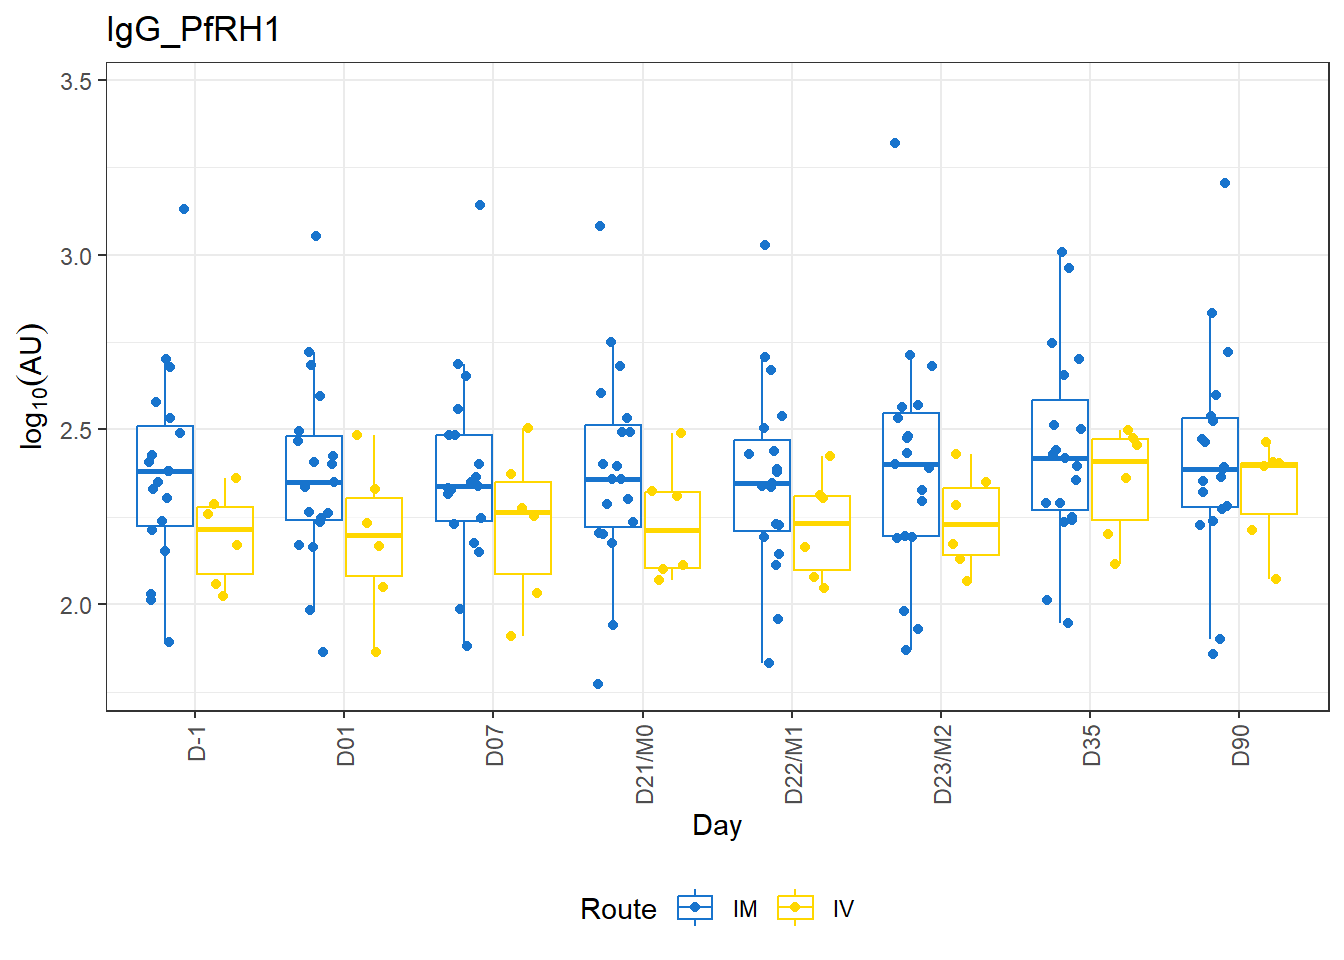 IgG_PfRH1
3.5
3.0
2.5
2.0
log10(AU)
D-1
D01
D07
D21/M0
D22/M1
D23/M2
D35
D90
Day
Route IM IV